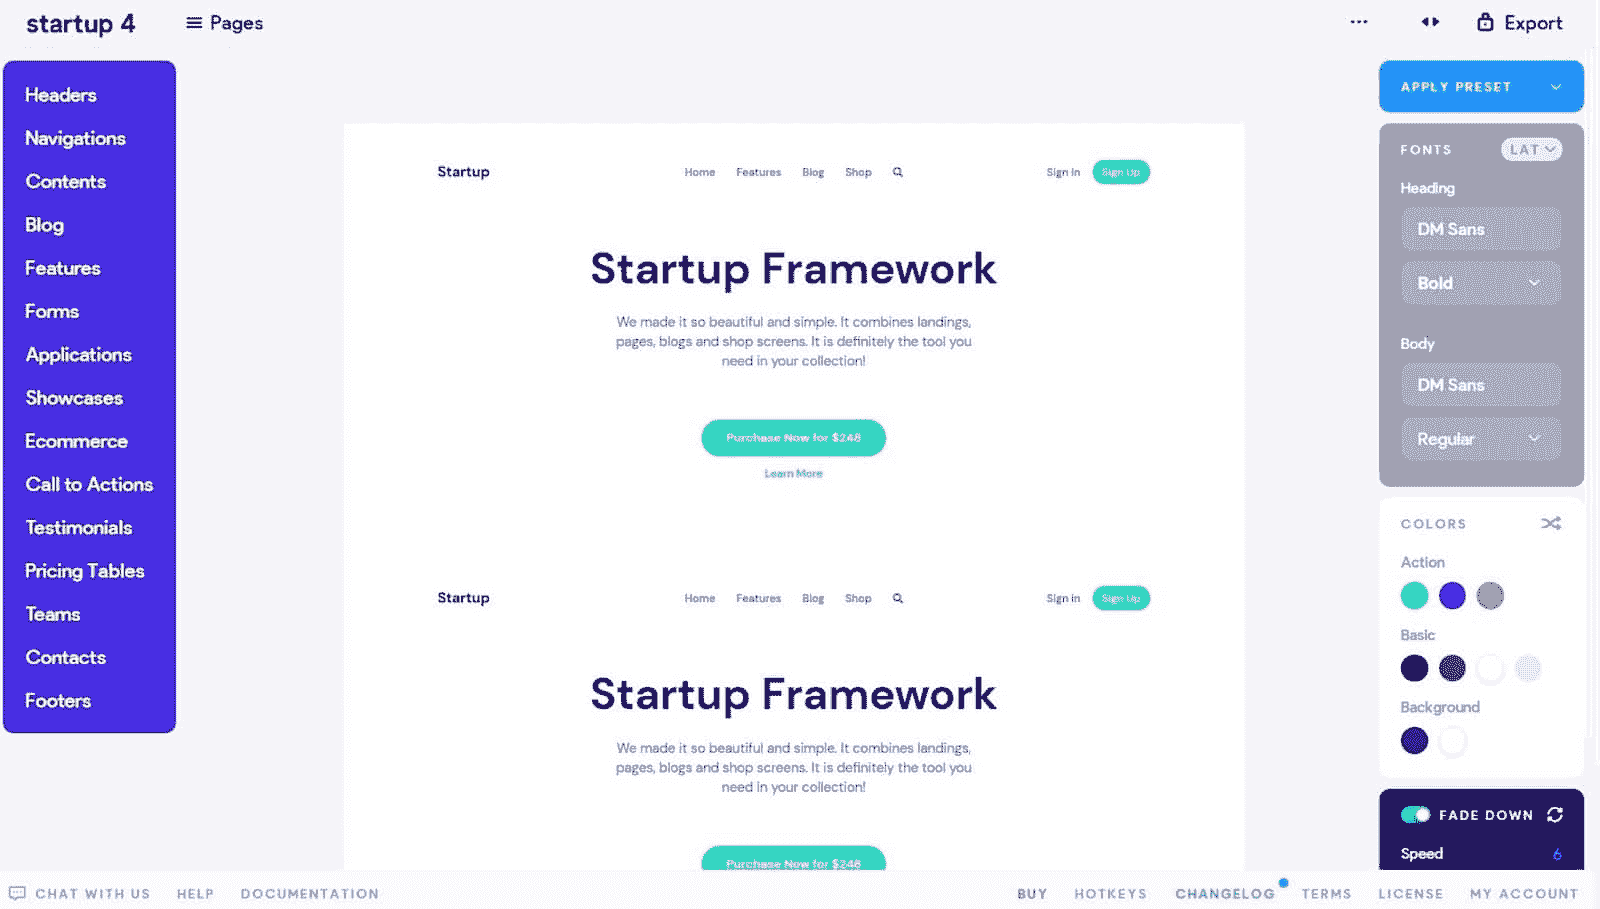 startup 4
Pages
Export
Headers
Navigations
Contents
Blog
Features
Forms
Applications
Showcases
Ecommerce
Call to Actions
Testimonials
Pricing Tables
Teams
Contacts
Footers
Startup
Home Features Blog Shop
Sign In Sign Up
Startup Framework
We made it so beautiful and simple. It combines landings,
pages, blogs and shop screens. It is definitely the tool you
need in your collection!
Purchase Now for $248
Learn More
Startup
Home Features Blog Shop
Sign in Sign Up
Startup Framework
We made it so beautiful and simple. It combines landings,
pages, blogs and shop screens. It is definitely the tool you
need in your collection!
Purchase Now for $248
APPLY PRESET
FONTS LAT
Heading
DM Sans
Bold
Body
DM Sans
Regular
COLORS
Action
Basic
Background
FADE DOWN
Speed 6
CHAT WITH US HELP DOCUMENTATION
BUY HOTKEYS CHANGELOG TERMS LICENSE MY ACCOUNT